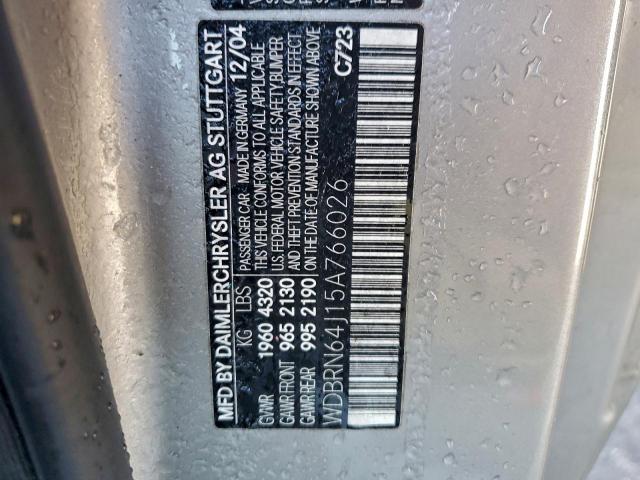 MFD BY DAIMLERCHRYSLER AG STUTTGART
KG LBS PASSENGER CAR MADE IN GERMANY 12/04
GVWR 1960 4320 THIS VEHICLE CONFORMS TO ALL APPLICABLE
U.S. FEDERAL MOTOR VEHICLE SAFETY,BUMPER
GAWR FRONT 965 2130 AND THEFT PREVENTION STANDARDS IN EFFECT
GAWR REAR 995 2190 ON THE DATE OF MANUFACTURE SHOWN ABOVE
C723
WDBRN64J15A766026